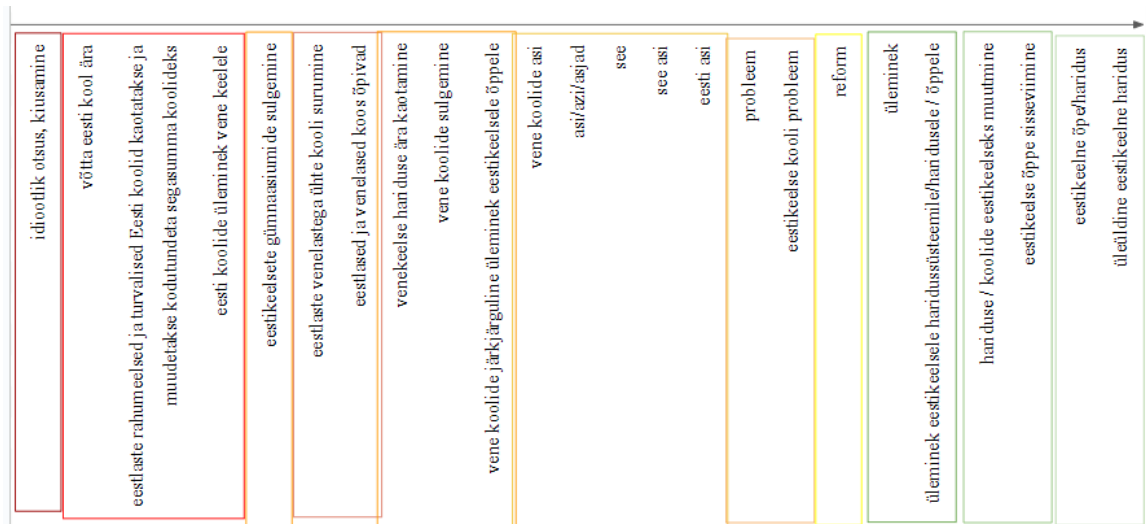 idiootlik otsus, kiusamine
võtta eesti kool ära
eestlaste rahumeelsed ja turvalised Eesti koolid kaotatakse ja
muudetakse kodutundeta segasumma koolideks
eesti koolide üleminek vene keelele
eestikeelsete gümnaasiumide sulgemine
eestlaste venelastega ühte kooli surumine
eestlased ja venelased koos õpivad
venekeelse hariduse ära kaotamine
vene koolide sulgemine
vene koolide järkjärguline üleminek eestikeelsele õppele
vene koolide asi
asi/azi/asjad
see
see asi
eesti asi
probleem
eestikeelse kooli probleem
reform
üleminek
üleminek eestikeelsele haridussüsteemile/haridusele / õppele
hariduse / koolide eestikeelseks muutmine
eestikeelse õppe sisseviimine
eestikeelne õpe/haridus
üleüldine eestikeelne haridus